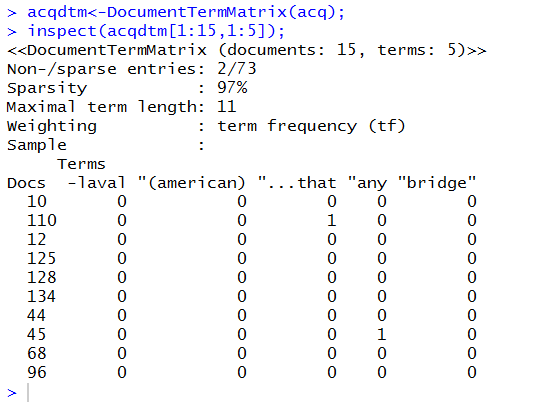 > acqdtm<-DocumentTermMatrix(acq);
> inspect(acqdtm[1:15,1:5]);
<<DocumentTermMatrix (documents: 15, terms: 5)>>
Non-/sparse entries: 2/73
Sparsity           : 97%
Maximal term length: 11
Weighting          : term frequency (tf)
Sample             :
     Terms
Docs  -laval "(american) "...that "any "bridge"
  10       0           0        0    0        0
  110      0           0        1    0        0
  12       0           0        0    0        0
  125      0           0        0    0        0
  128      0           0        0    0        0
  134      0           0        0    0        0
  44       0           0        0    0        0
  45       0           0        0    1        0
  68       0           0        0    0        0
  96       0           0        0    0        0
>